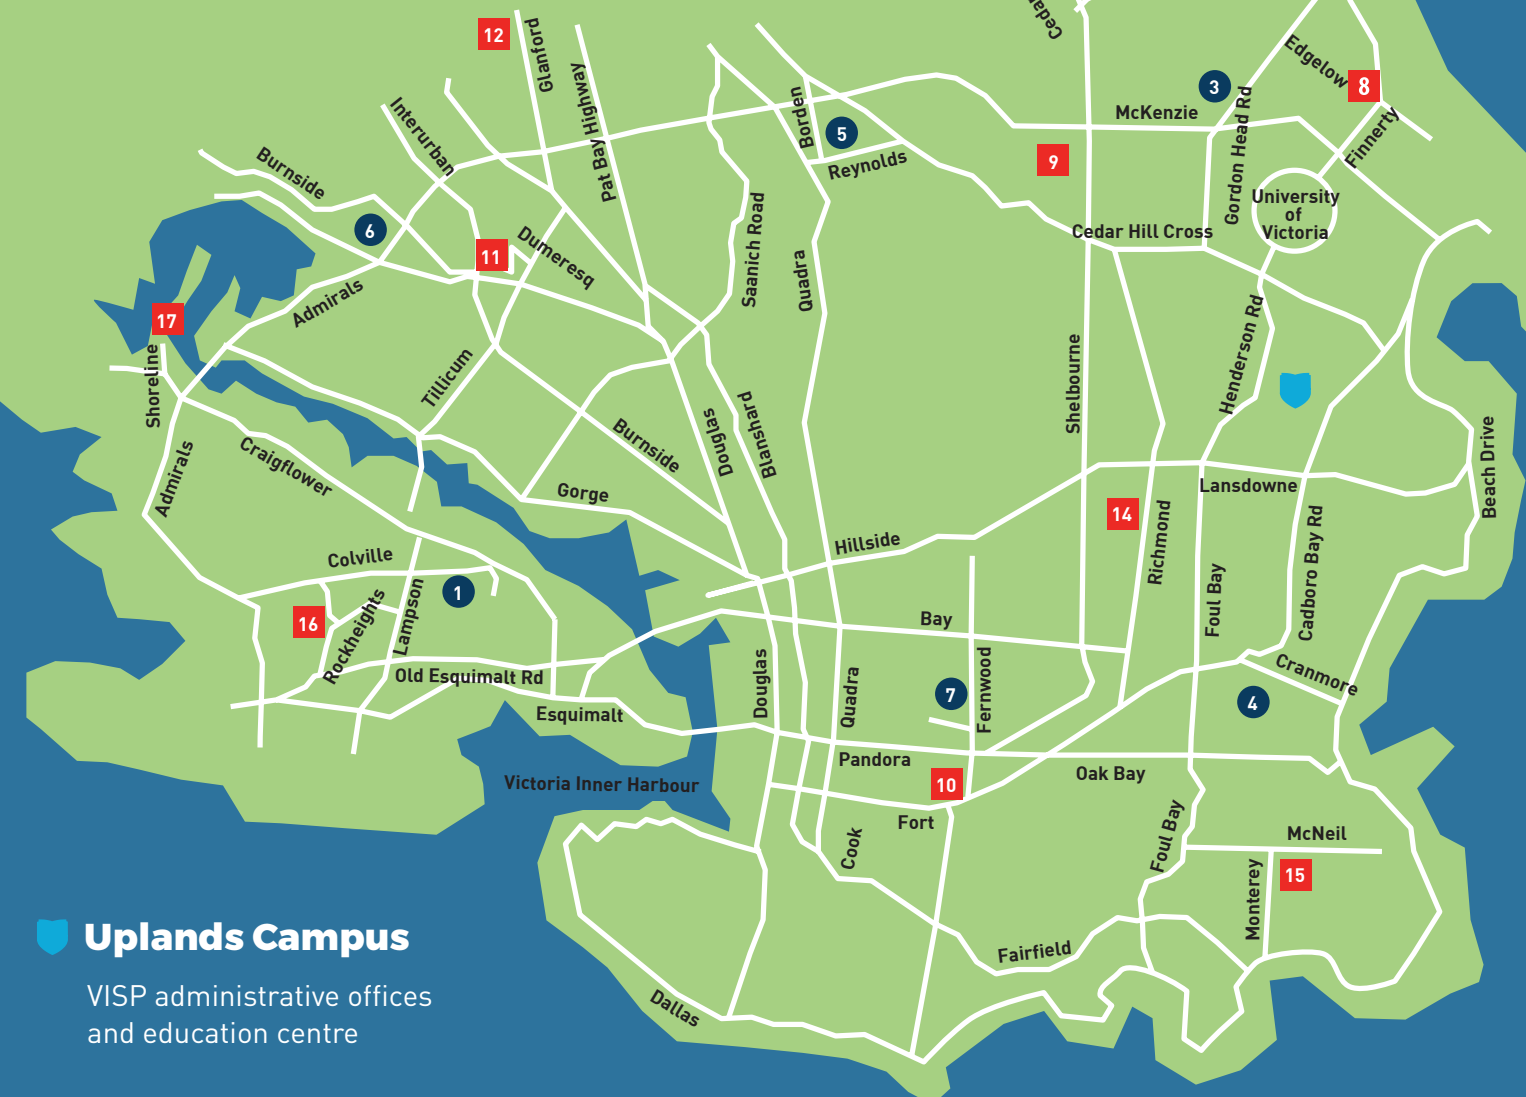 Cedar
12
Glanford
Pat Bay Highway
Edgelow
8
3
Borden
5
McKenzie
Gordon Head Rd
Finnerty
Interurban
Burnside
Reynolds
9
University
of
Victoria
6
11
Dumeresq
Saanich Road
Quadra
Cedar Hill Cross
Admirals
17
Shoreline
Tillicum
Shelbourne
Henderson Rd
Admirals
Craigflower
Burnside
Douglas
Blanshard
Gorge
Lansdowne
Beach Drive
14
Richmond
Hillside
Colville
1
Foul Bay
Cadboro Bay Rd
16
Rockheights
Lampson
Bay
Old Esquimalt Rd
Esquimalt
Douglas
Quadra
7
Fernwood
Cranmore
4
Pandora
Oak Bay
Victoria Inner Harbour
10
Fort
Cook
Foul Bay
McNeil
15
Monterey
Fairfield
Dallas
Uplands Campus
VISP administrative offices
and education centre